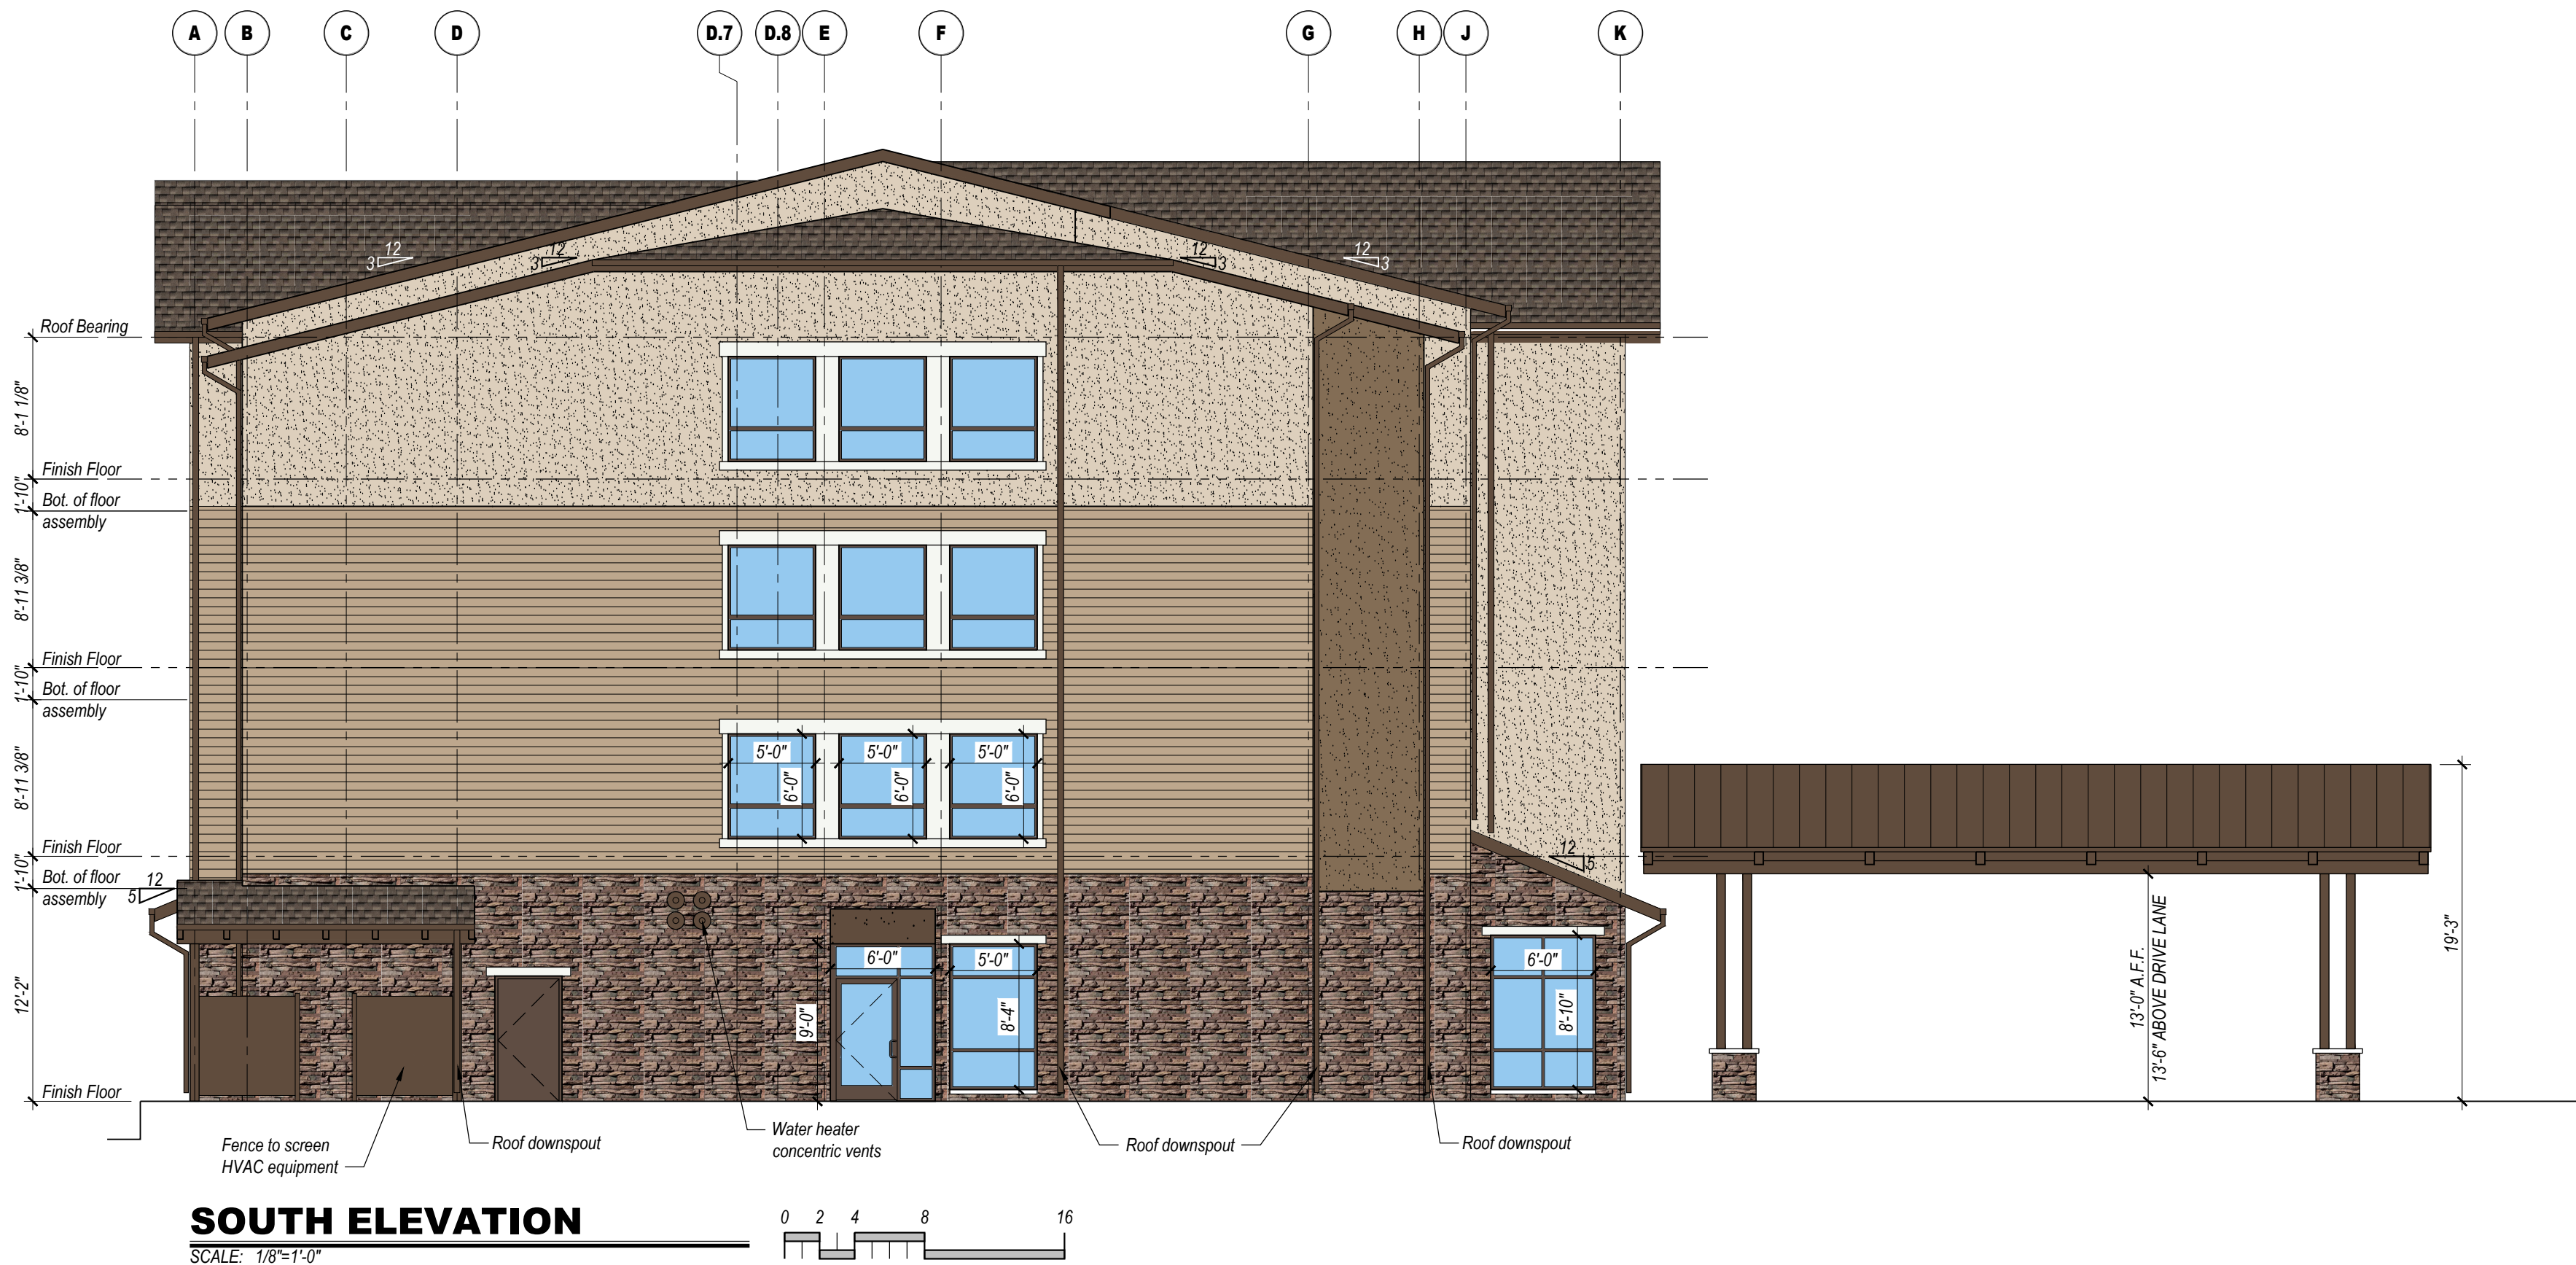 A B C D D.7 D.8 E F G H J K
12 3
12 3
12 3
12 3
Roof Bearing
8'-1 1/8"
Finish Floor
1'-10"
Bot. of floor
assembly
8'-11 3/8"
Finish Floor
1'-10"
Bot. of floor
assembly
8'-11 3/8"
5'-0" 5'-0" 5'-0"
6'-0" 6'-0" 6'-0"
Finish Floor
1'-10"
Bot. of floor
assembly
12 5
12 5
12'-2"
6'-0" 5'-0" 6'-0"
9'-0" 8'-4" 8'-10"
13'-0" A.F.F.
13'-6" ABOVE DRIVE LANE
19'-3"
Finish Floor
Fence to screen
HVAC equipment
Roof downspout
Water heater
concentric vents
Roof downspout
Roof downspout
SOUTH ELEVATION
SCALE: 1/8"=1'-0"
0 2 4 8 16